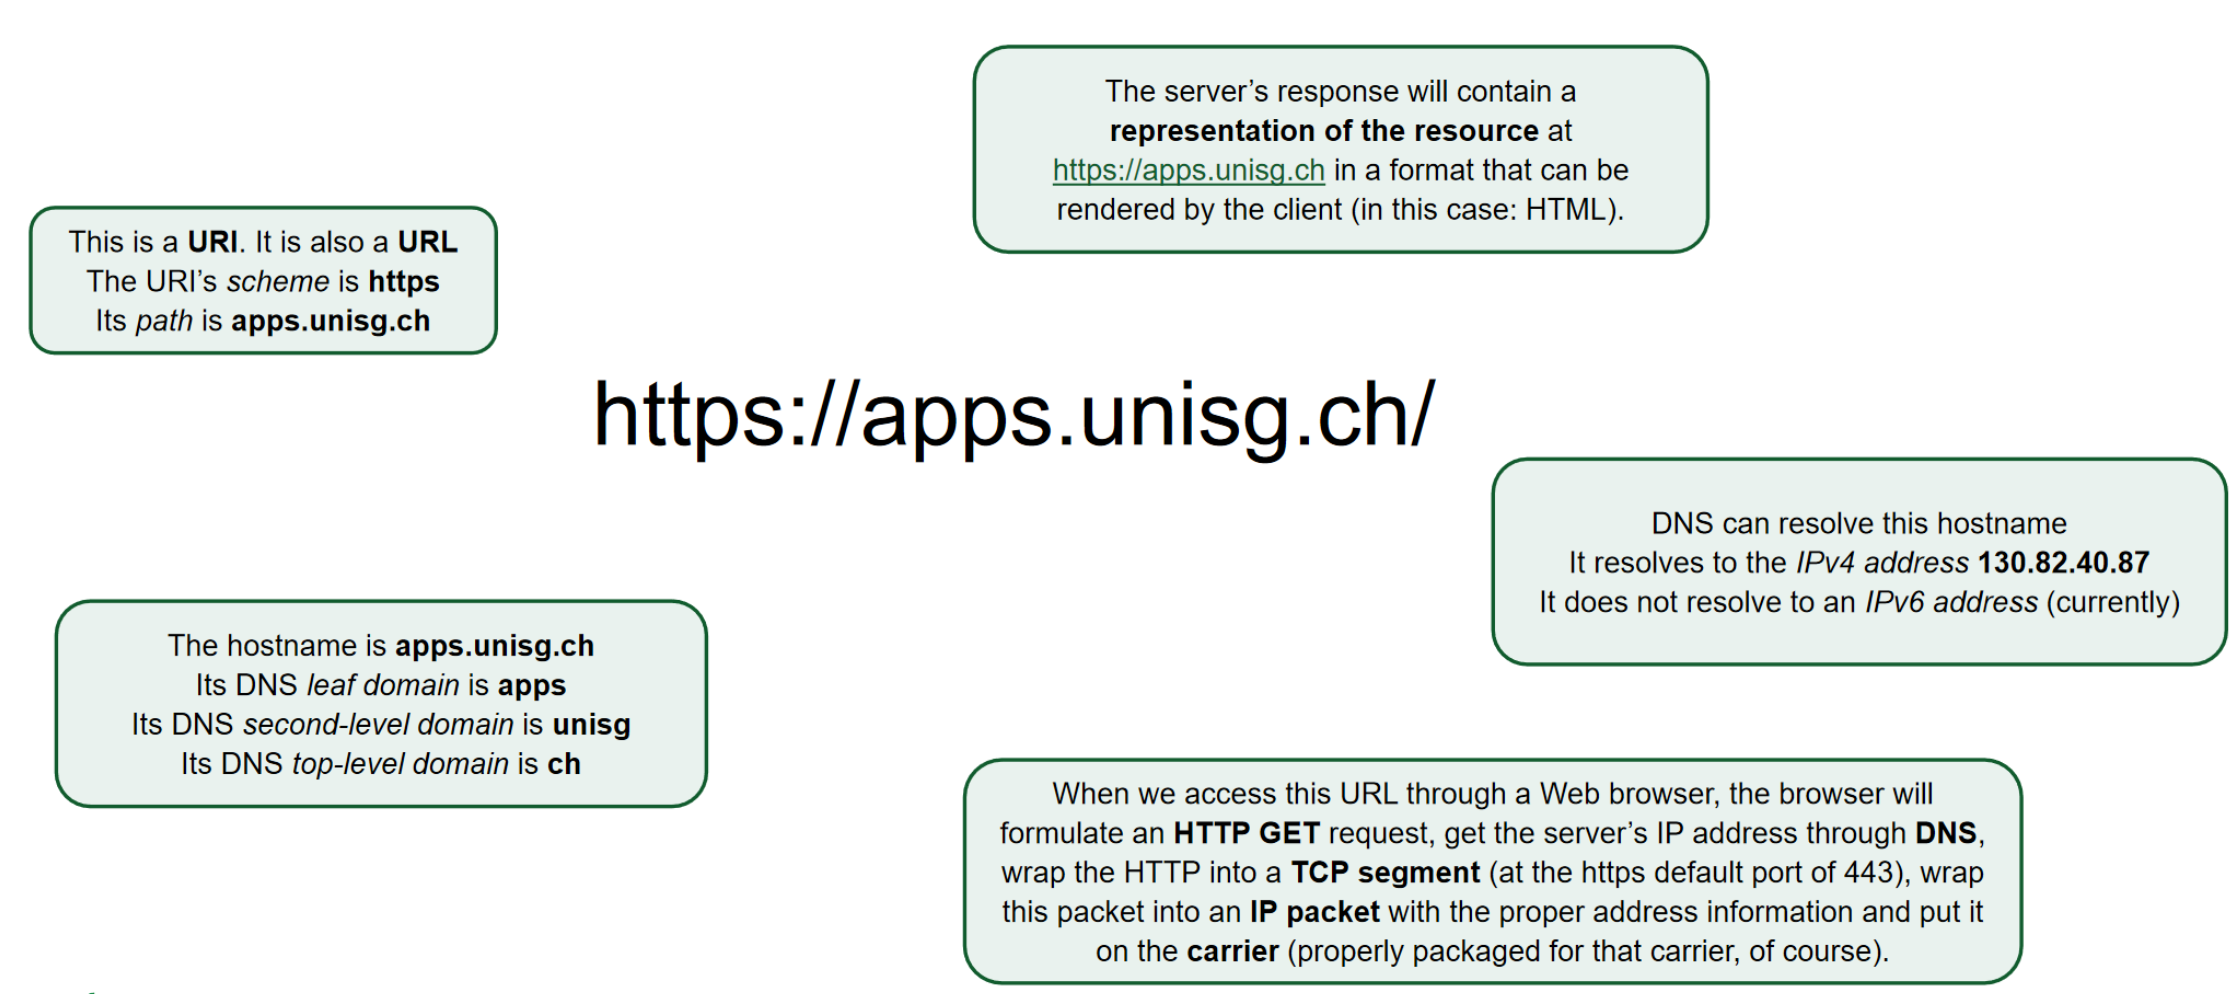 The server’s response will contain a
representation of the resource at
https://apps.unisg.ch in a format that can be
rendered by the client (in this case: HTML).
This is a URI. It is also a URL
The URI’s scheme is https
Its path is apps.unisg.ch
https://apps.unisg.ch/
DNS can resolve this hostname
It resolves to the IPv4 address 130.82.40.87
It does not resolve to an IPv6 address (currently)
The hostname is apps.unisg.ch
Its DNS leaf domain is apps
Its DNS second-level domain is unisg
Its DNS top-level domain is ch
When we access this URL through a Web browser, the browser will
formulate an HTTP GET request, get the server’s IP address through DNS,
wrap the HTTP into a TCP segment (at the https default port of 443), wrap
this packet into an IP packet with the proper address information and put it
on the carrier (properly packaged for that carrier, of course).